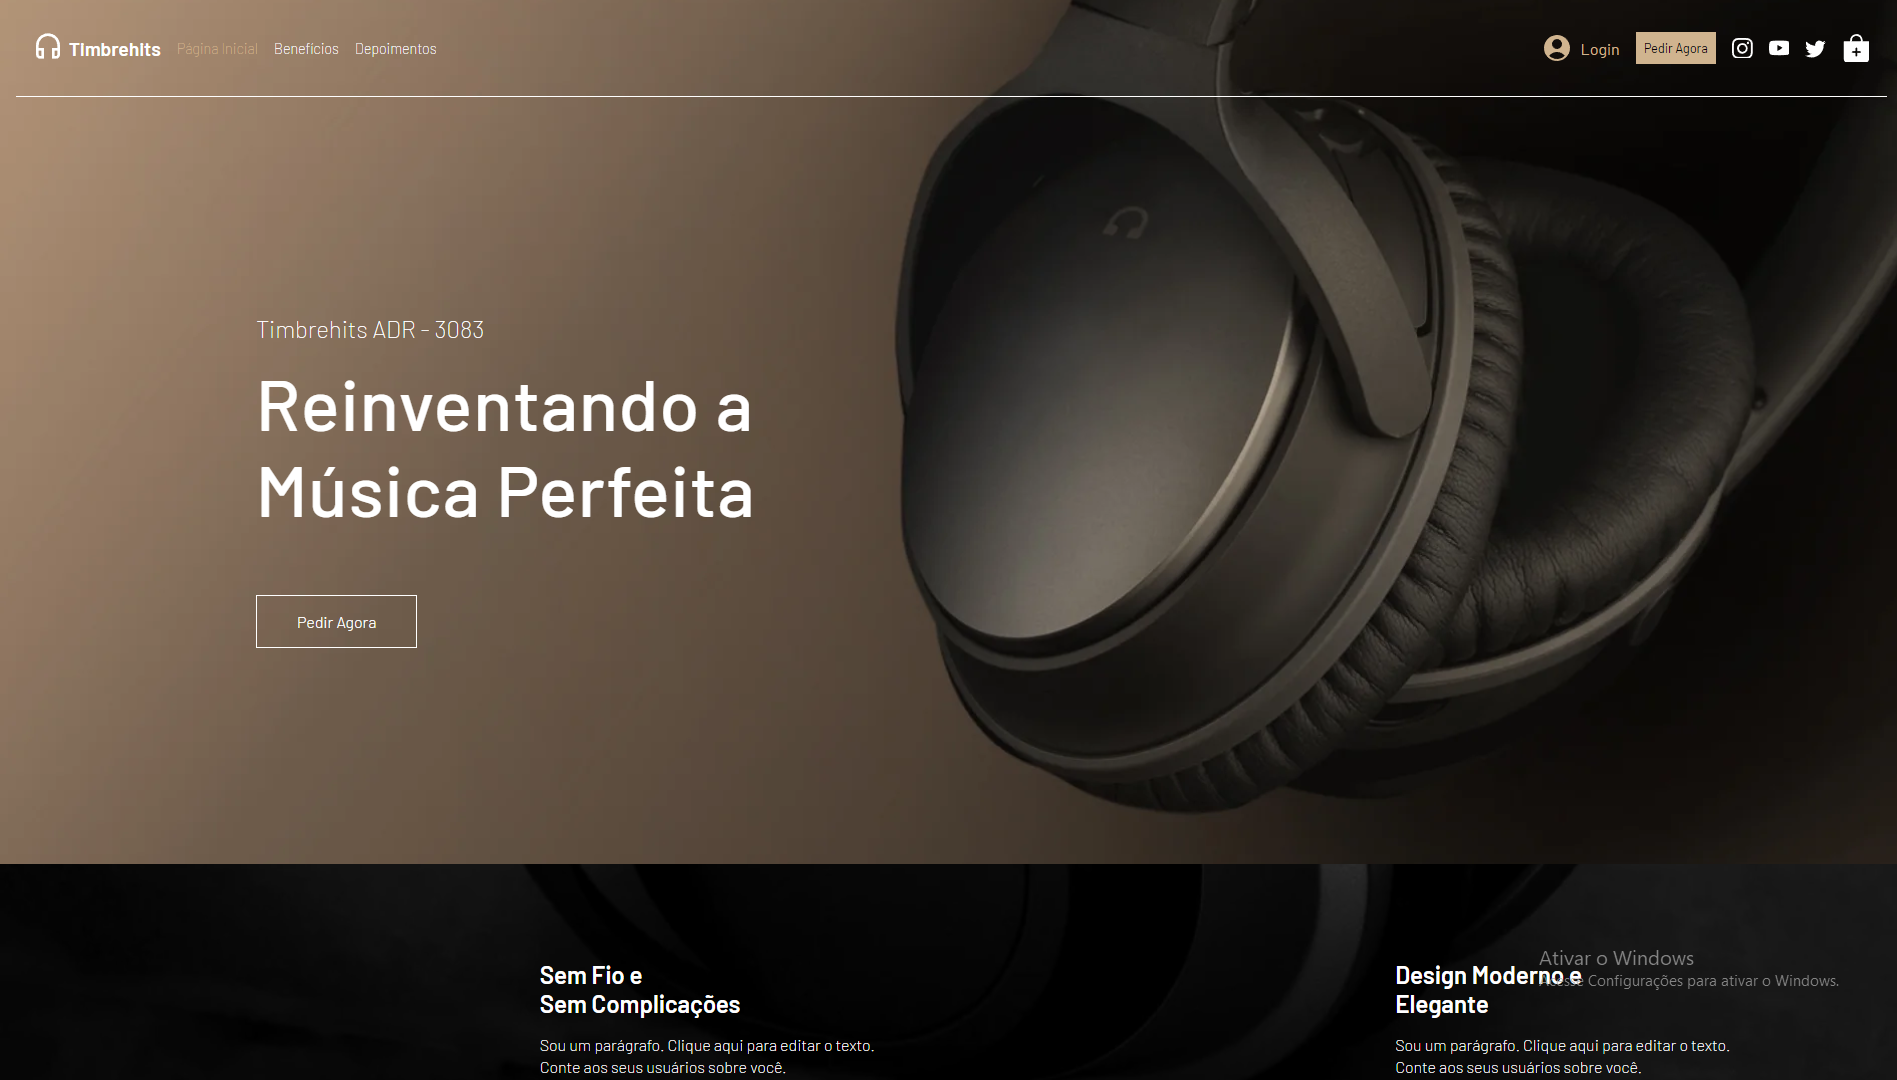 Timbrehits
Página Inicial
Benefícios
Depoimentos
Login
Pedir Agora
Timbrehits ADR - 3083
Reinventando a
Música Perfeita
Pedir Agora
Sem Fio e
Sem Complicações
Sou um parágrafo. Clique aqui para editar o texto.
Conte aos seus usuários sobre você.
Design Moderno e
Elegante
Sou um parágrafo. Clique aqui para editar o texto.
Conte aos seus usuários sobre você.
Ativar o Windows
Acesse Configurações para ativar o Windows.